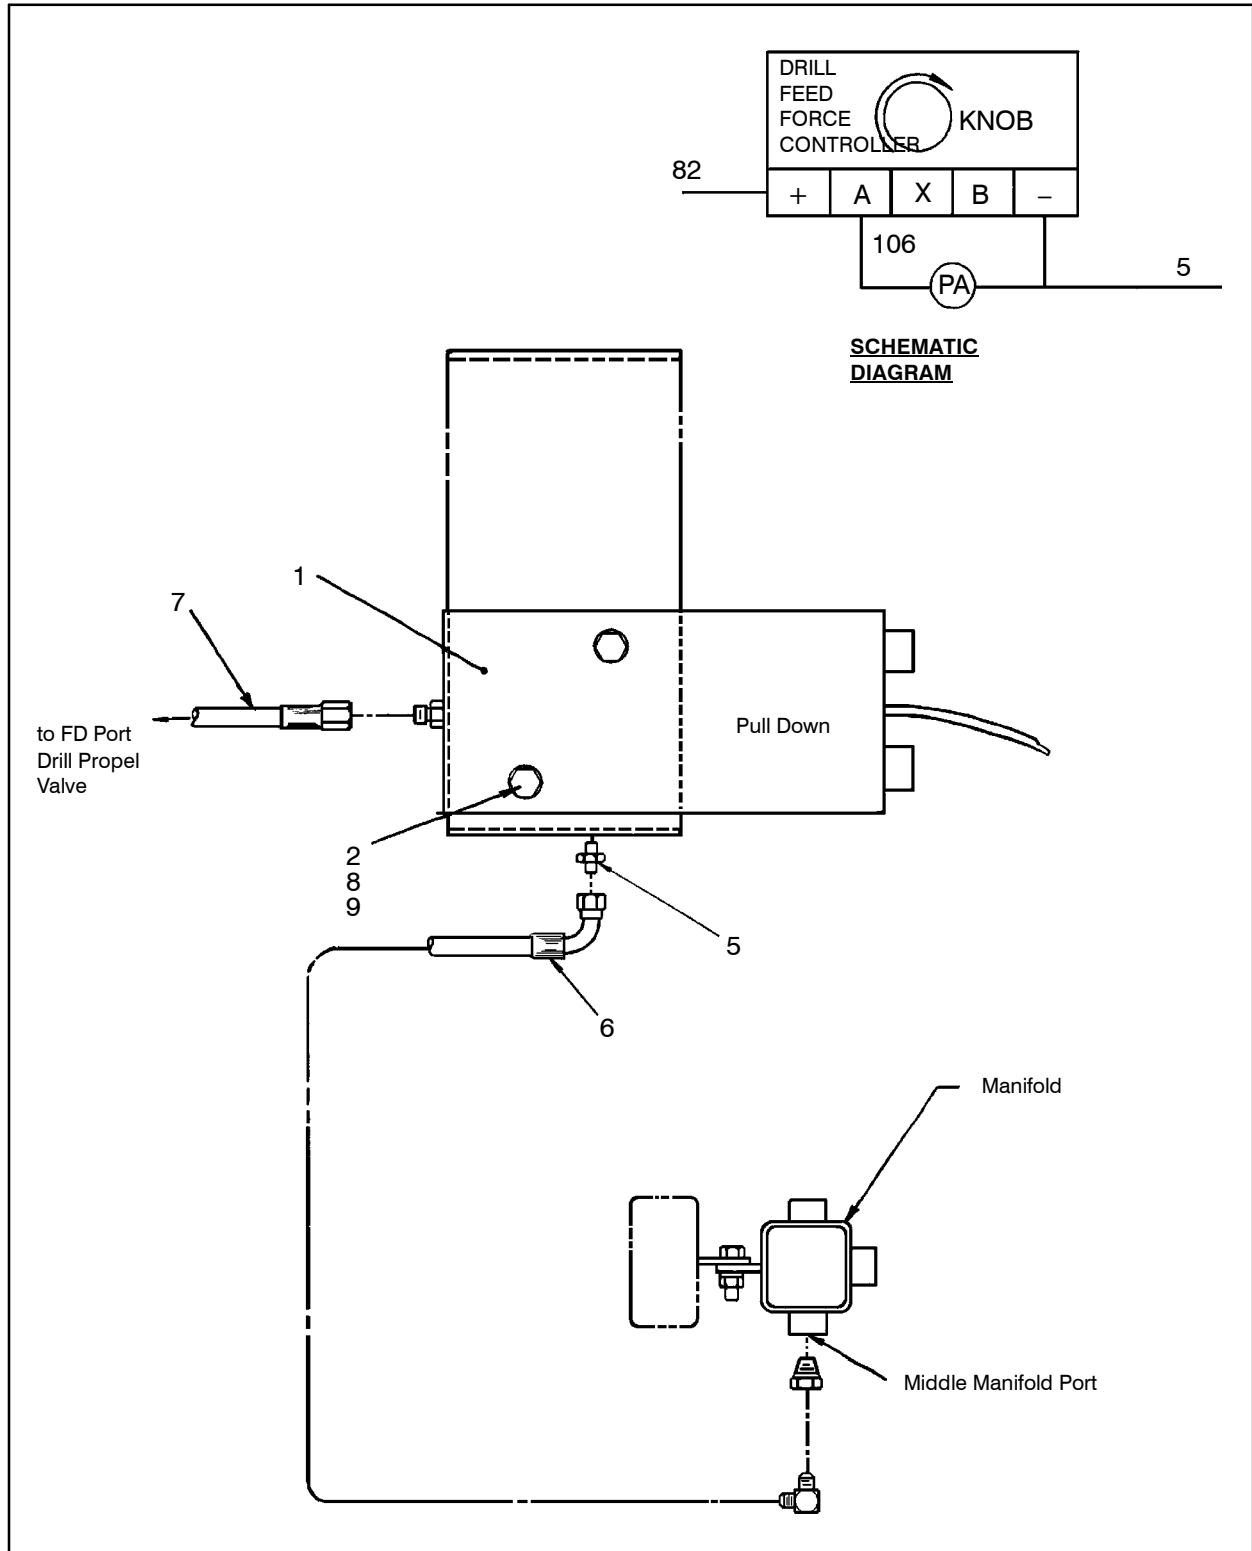 DRILL
FEED
FORCE
CONTROLLER
KNOB
82
+ A X B –
106
PA
5
SCHEMATIC
DIAGRAM
1
7
to FD Port
Drill Propel
Valve
Pull Down
2
8
9
5
6
Manifold
Middle Manifold Port